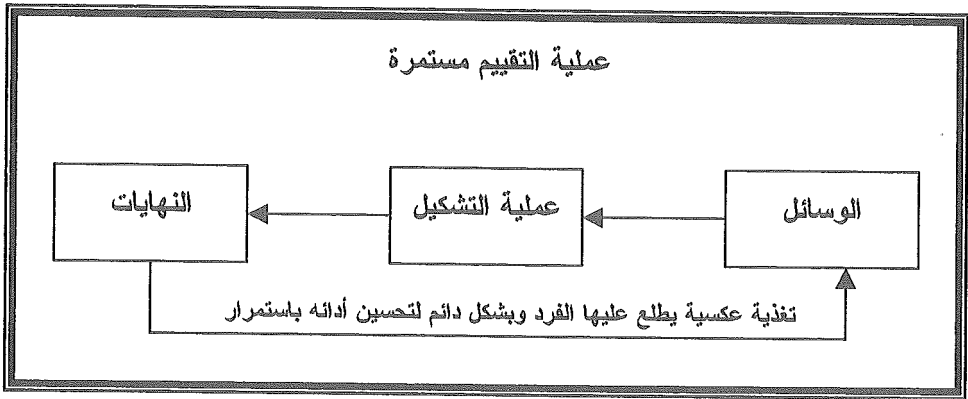 عملية التقييم مستمرة
الوسائل
عملية التشكيل
النهايات
تغذية عكسية يطلع عليها الفرد وبشكل دائم لتحسين أدائه باستمرار